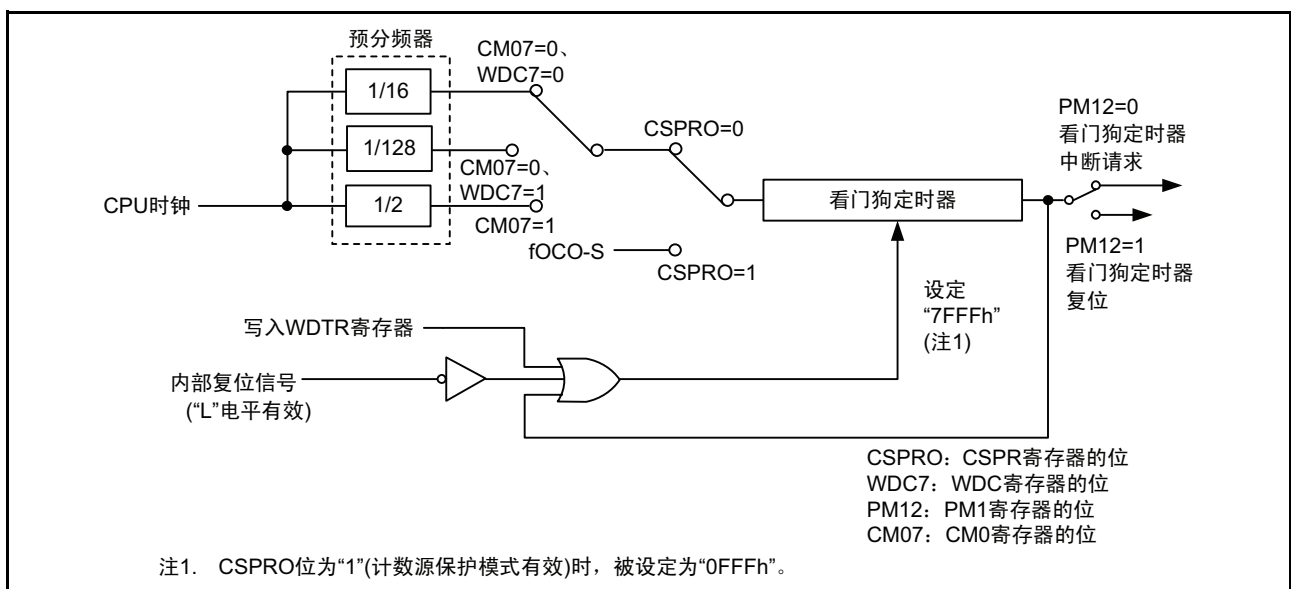 预分频器
CM07=0、
WDC7=0
1/16
CSPRO=0
PM12=0
看门狗定时器
中断请求
1/128
CM07=0、
WDC7=1
CPU时钟
1/2
看门狗定时器
CM07=1
fOCO-S
CSPRO=1
PM12=1
看门狗定时器
复位
设定
“7FFFh”
(注1)
写入WDTR寄存器
内部复位信号
(“L”电平有效)
CSPRO：CSPR寄存器的位
WDC7：WDC寄存器的位
PM12：PM1寄存器的位
CM07：CM0寄存器的位
注1. CSPRO位为“1”(计数源保护模式有效)时，被设定为“0FFFh”。